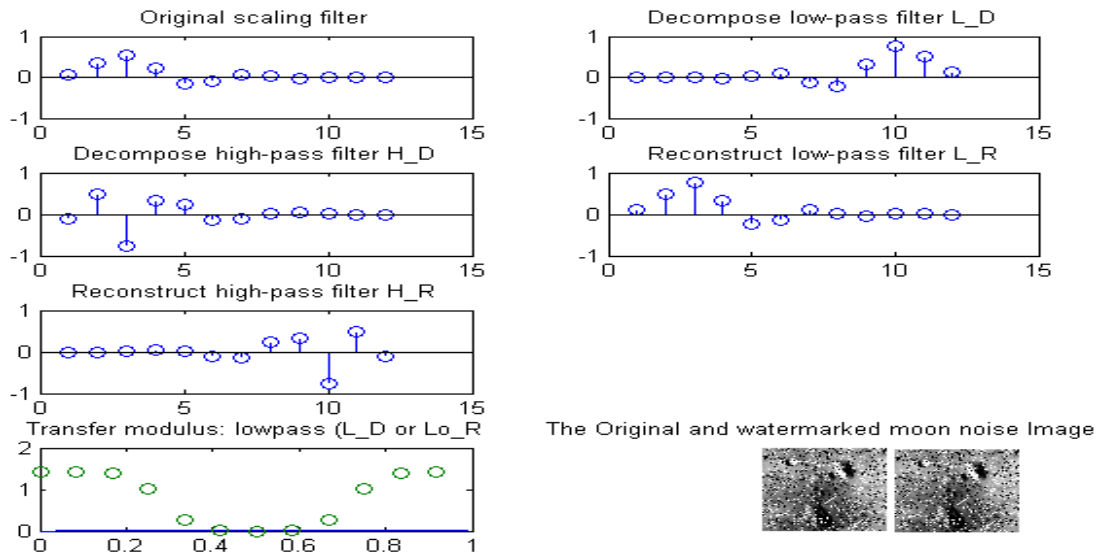 Original scaling filter
1
0
-1
0 5 10 15
Decompose low-pass filter L_D
1
0
-1
0 5 10 15
Decompose high-pass filter H_D
1
0
-1
0 5 10 15
Reconstruct low-pass filter L_R
1
0
-1
0 5 10 15
Reconstruct high-pass filter H_R
1
0
-1
0 5 10 15
Transfer modulus: lowpass (L_D or Lo_R
2
1
0
0 0.2 0.4 0.6 0.8 1
The Original and watermarked moon noise Image